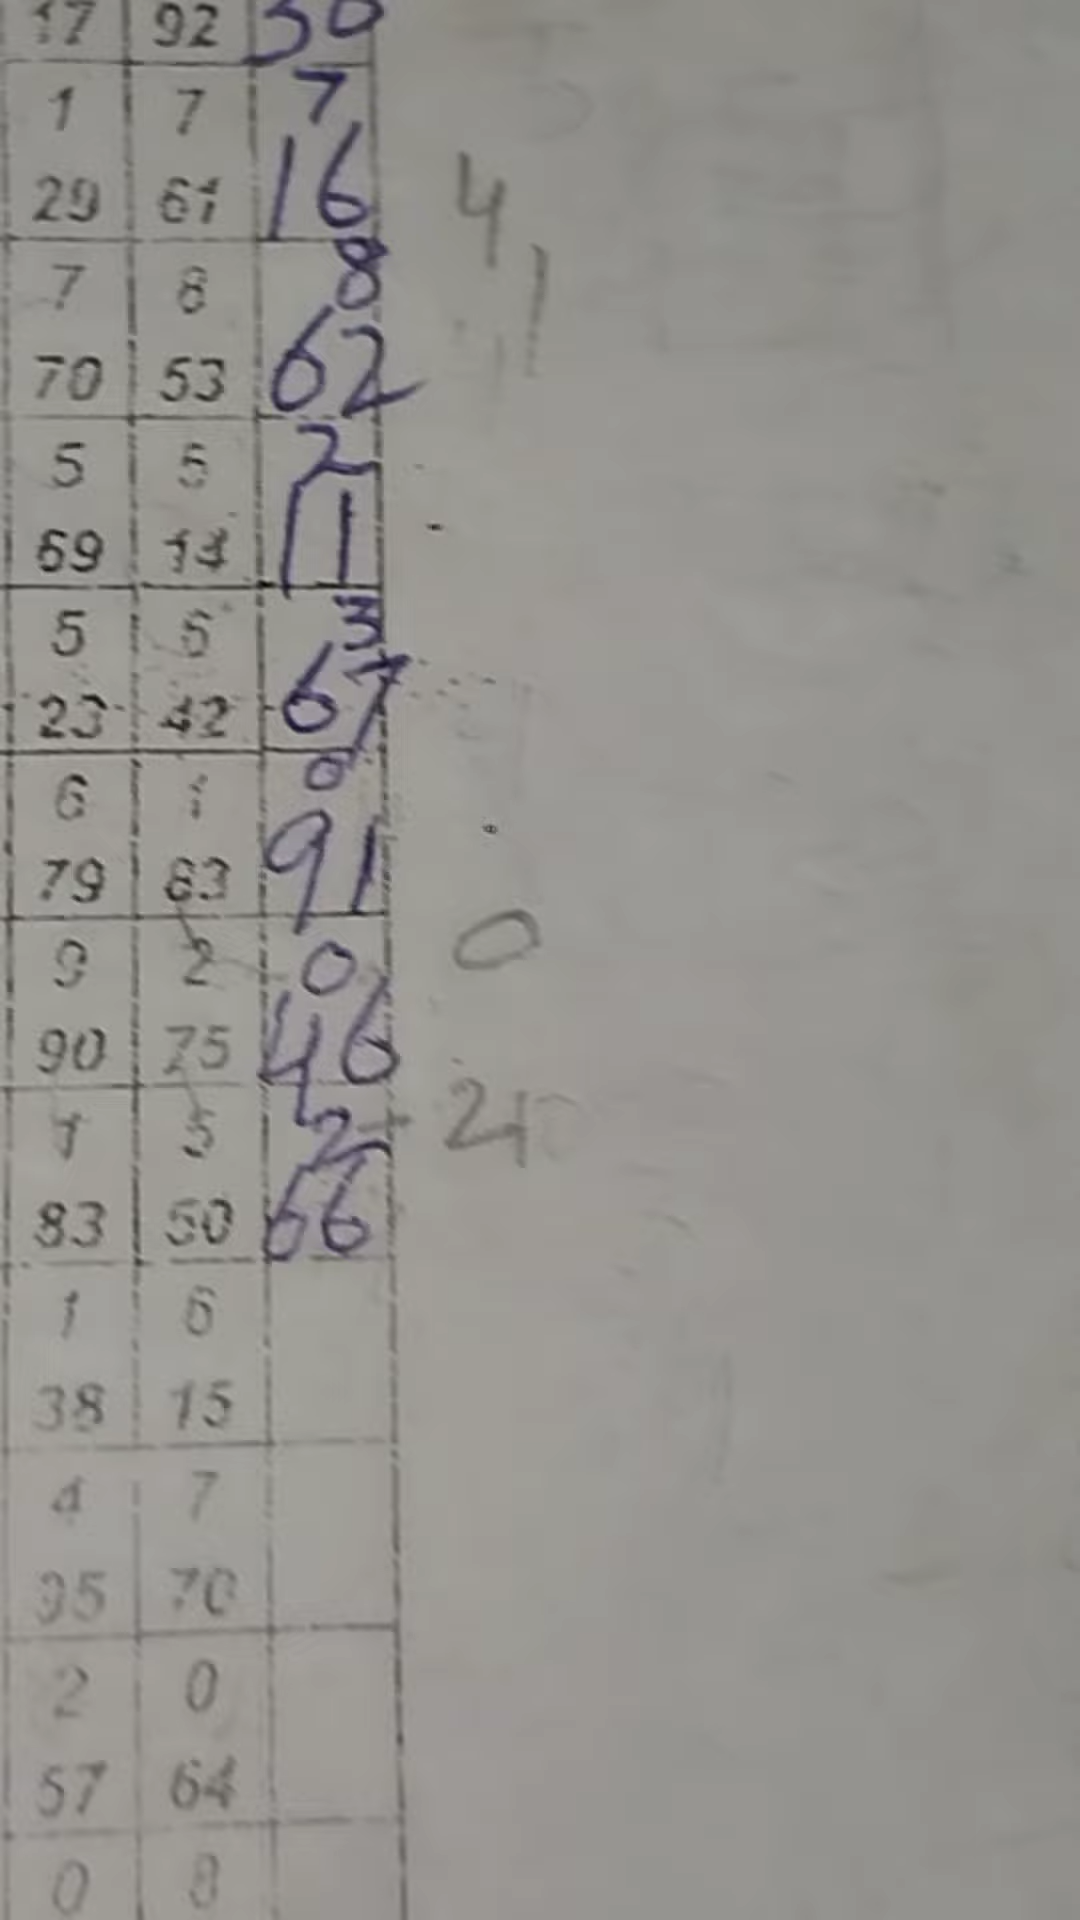 17 92 30
1 7 7
29 61 16
4
7 8 8
1
70 53 62
5 5 2
69 14 11
5 5 3
23 42 67
6 0
79 63 91
9 2 0
0
90 75 46
4 5 2
21
83 50 66
1 6
38 15
4 7
35 70
2 0
57 64
0 8